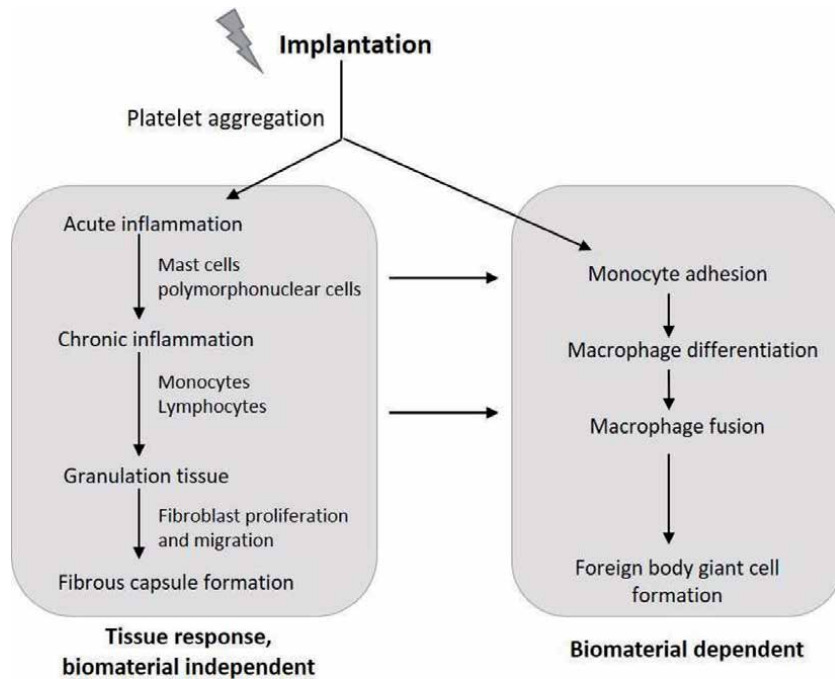 Implantation
Platelet aggregation
Acute inflammation
Mast cells
polymorphonuclear cells
Chronic inflammation
Monocytes
Lymphocytes
Granulation tissue
Fibroblast proliferation
and migration
Fibrous capsule formation
Tissue response,
biomaterial independent
Monocyte adhesion
Macrophage differentiation
Macrophage fusion
Foreign body giant cell
formation
Biomaterial dependent